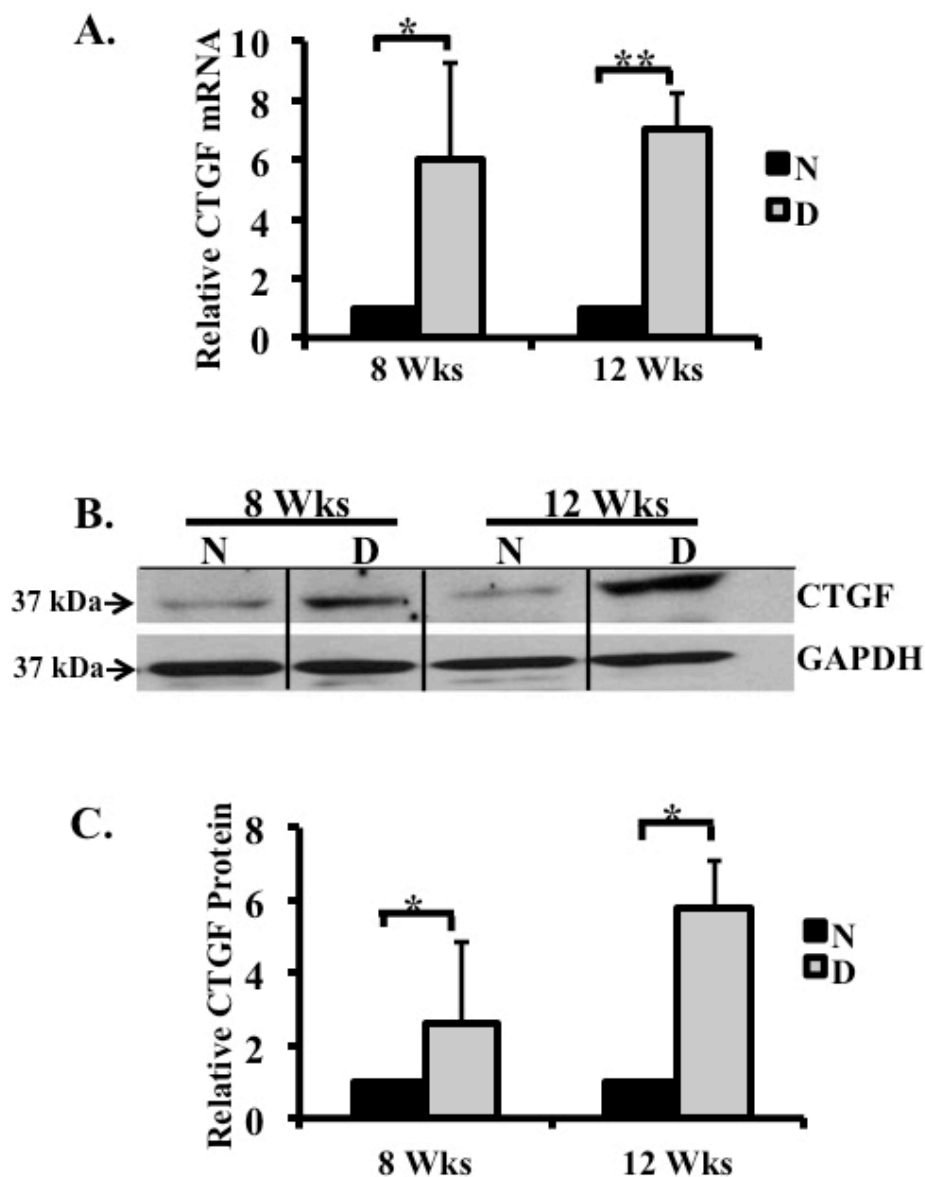 A.
Relative CTGF mRNA
10
8
6
4
2
0
*
**
N
D
8 Wks
12 Wks
B.
8 Wks
12 Wks
N D N D
37 kDa→ CTGF
37 kDa→ GAPDH
C.
Relative CTGF Protein
8
6
4
2
0
*
*
N
D
8 Wks
12 Wks